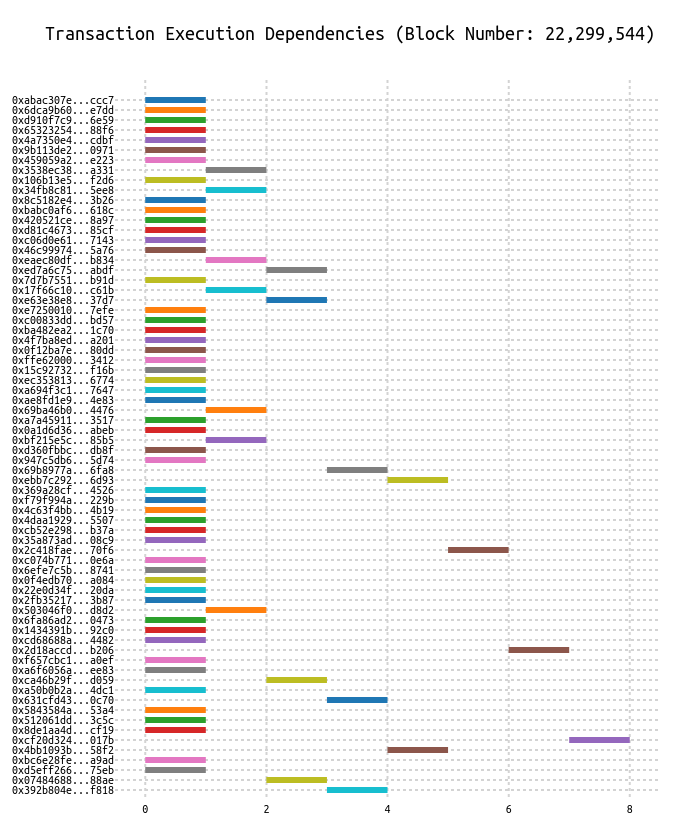 Transaction Execution Dependencies (Block Number: 22,299,544)
0xabac307e...ccc7
0x6dca9b60...e7dd
0xd910f7c9...6e59
0x65323254...88f6
0x4a7350e4...cdbf
0x9b113de2...0971
0x459059a2...e223
0x3538ec38...a331
0x106b13e5...f2d6
0x34fb8c81...5ee8
0x8c5182e4...3b26
0xbabc0af6...618c
0x420521ce...8a97
0xd81c4673...85cf
0xc06d0e61...7143
0x46c99974...5a76
0xeaec80df...b834
0xed7a6c75...abdf
0x7d7b7551...b91d
0x17f66c10...c61b
0xe63e38e8...37d7
0xe7250010...7efe
0xc00833dd...bd57
0xba482ea2...1c70
0x4f7ba8ed...a201
0x0f12ba7e...80dd
0xffe62000...3412
0x15c92732...f16b
0xec353813...6774
0xa694f3c1...7647
0xae8fd1e9...4e83
0x69ba46b0...4476
0xa7a45911...3517
0x0a1d6d36...abeb
0xbf215e5c...85b5
0xd360fbbc...db8f
0x947c5db6...5d74
0x69b8977a...6fa8
0xebb7c292...6d93
0x369a28cf...4526
0xf79f994a...229b
0x4c63f4bb...4b19
0x4daa1929...5507
0xcb52e298...b37a
0x35a873ad...08c9
0x2c418fae...70f6
0xc074b771...0e6a
0x6efe7c5b...8741
0x0f4edb70...a084
0x22e0d34f...20da
0x2fb35217...3b87
0x503046f0...d8d2
0x6fa86ad2...0473
0x1434391b...92c0
0xcd68688a...4482
0x2d18accd...b206
0xf657cbc1...a0ef
0xa6f6056a...ee83
0xca46b29f...d059
0xa50b0b2a...4dc1
0x631cfd43...0c70
0x5843584a...53a4
0x512061dd...3c5c
0x8de1aa4d...cf19
0xcf20d324...017b
0x4bb1093b...58f2
0xbc6e28fe...a9ad
0xd5eff266...75eb
0x07484688...88ae
0x392b804e...f818
0 2 4 6 8